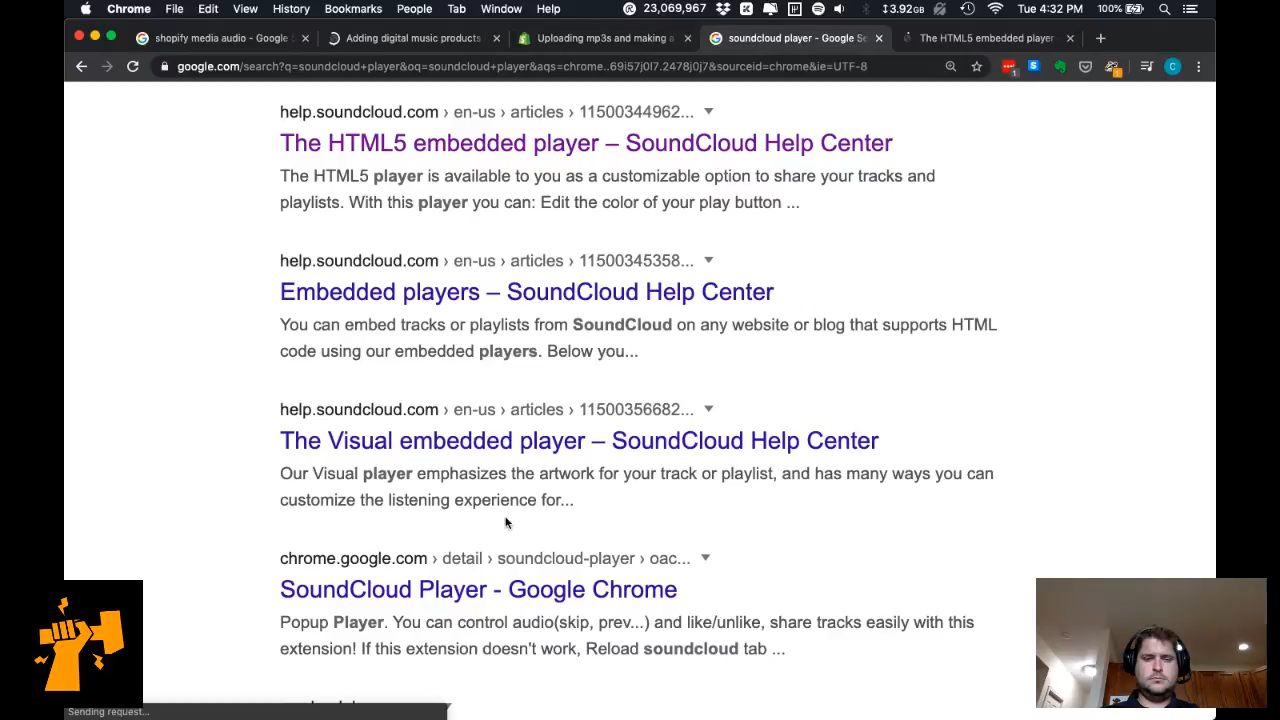 Chrome File Edit View History Bookmarks People Tab Window Help 23,069,967 3.92GB Tue 4:32 PM 100%
shopify media audio - Google Adding digital music products Uploading mp3s and making a soundcloud player - Google Se The HTML5 embedded player
google.com/search?q=soundcloud+player&oq=soundcloud+player&aqs=chrome..69i57j0l7.2478j0j7&sourceid=chrome&ie=UTF-8
help.soundcloud.com › en-us › articles › 11500344962...
The HTML5 embedded player – SoundCloud Help Center
The HTML5 player is available to you as a customizable option to share your tracks and
playlists. With this player you can: Edit the color of your play button ...
help.soundcloud.com › en-us › articles › 11500345358...
Embedded players – SoundCloud Help Center
You can embed tracks or playlists from SoundCloud on any website or blog that supports HTML
code using our embedded players. Below you...
help.soundcloud.com › en-us › articles › 11500356682...
The Visual embedded player – SoundCloud Help Center
Our Visual player emphasizes the artwork for your track or playlist, and has many ways you can
customize the listening experience for...
chrome.google.com › detail › soundcloud-player › oac...
SoundCloud Player - Google Chrome
Popup Player. You can control audio(skip, prev...) and like/unlike, share tracks easily with this
extension! If this extension doesn't work, Reload soundcloud tab ...
Sending request...